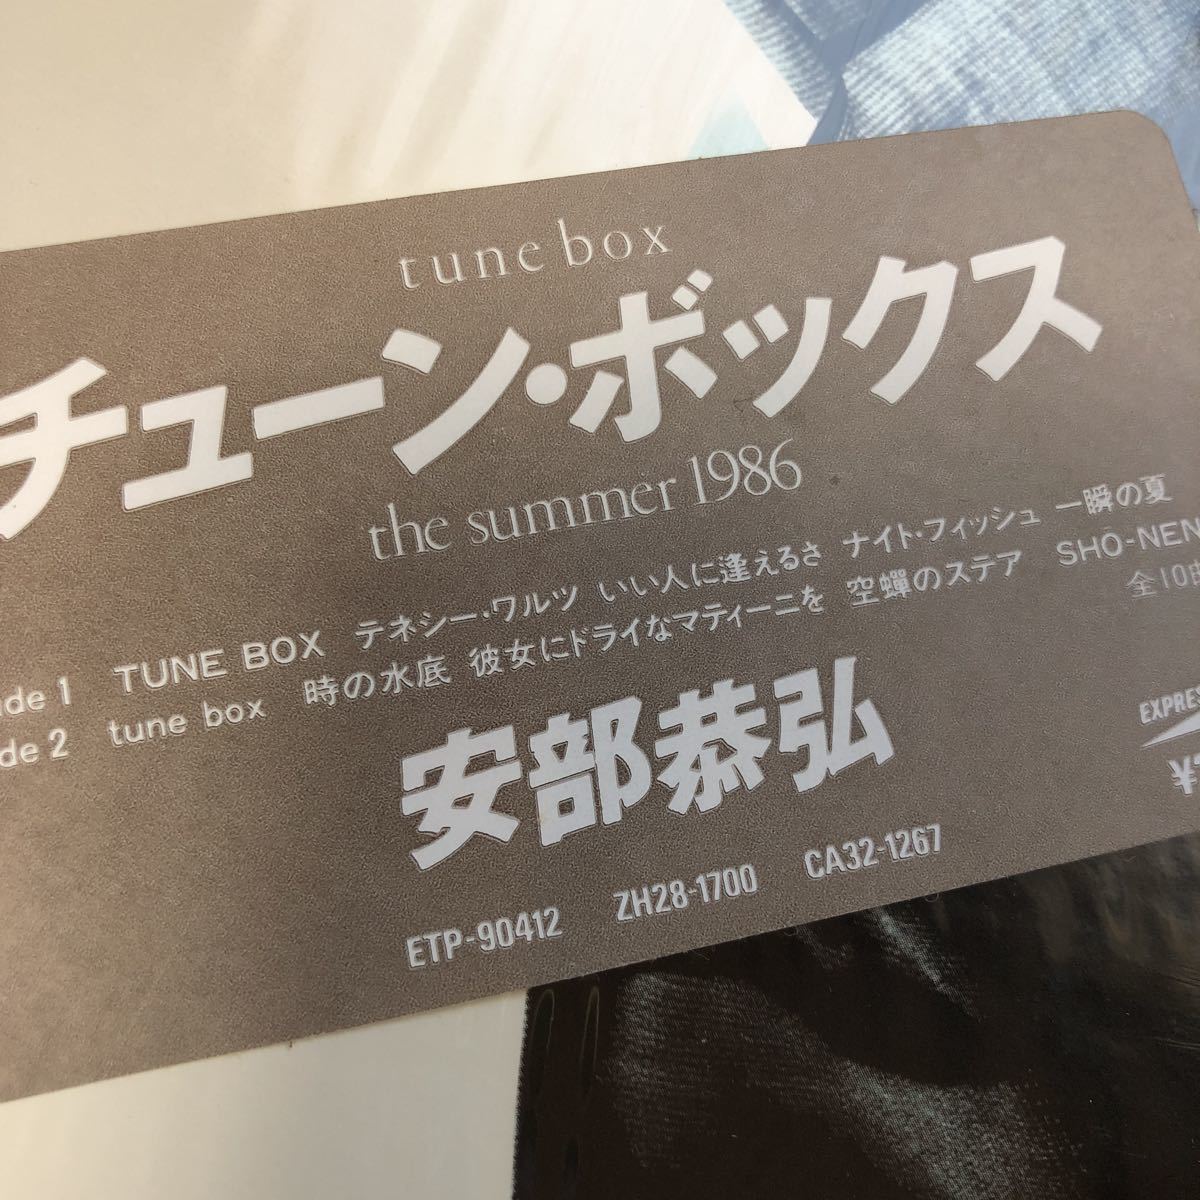 tune box
チューン・ボックス
the summer 1986
ide 1 TUNE BOX テネシー・ワルツ いい人に逢えるさ ナイト・フィッシュ 一瞬の夏
de 2 tune box 時の水底 彼女にドライなマティーニを 空蟬のステア SHO-NEN
全10曲
安部恭弘
EXPRES
¥2
ETP-90412 ZH28-1700 CA32-1267